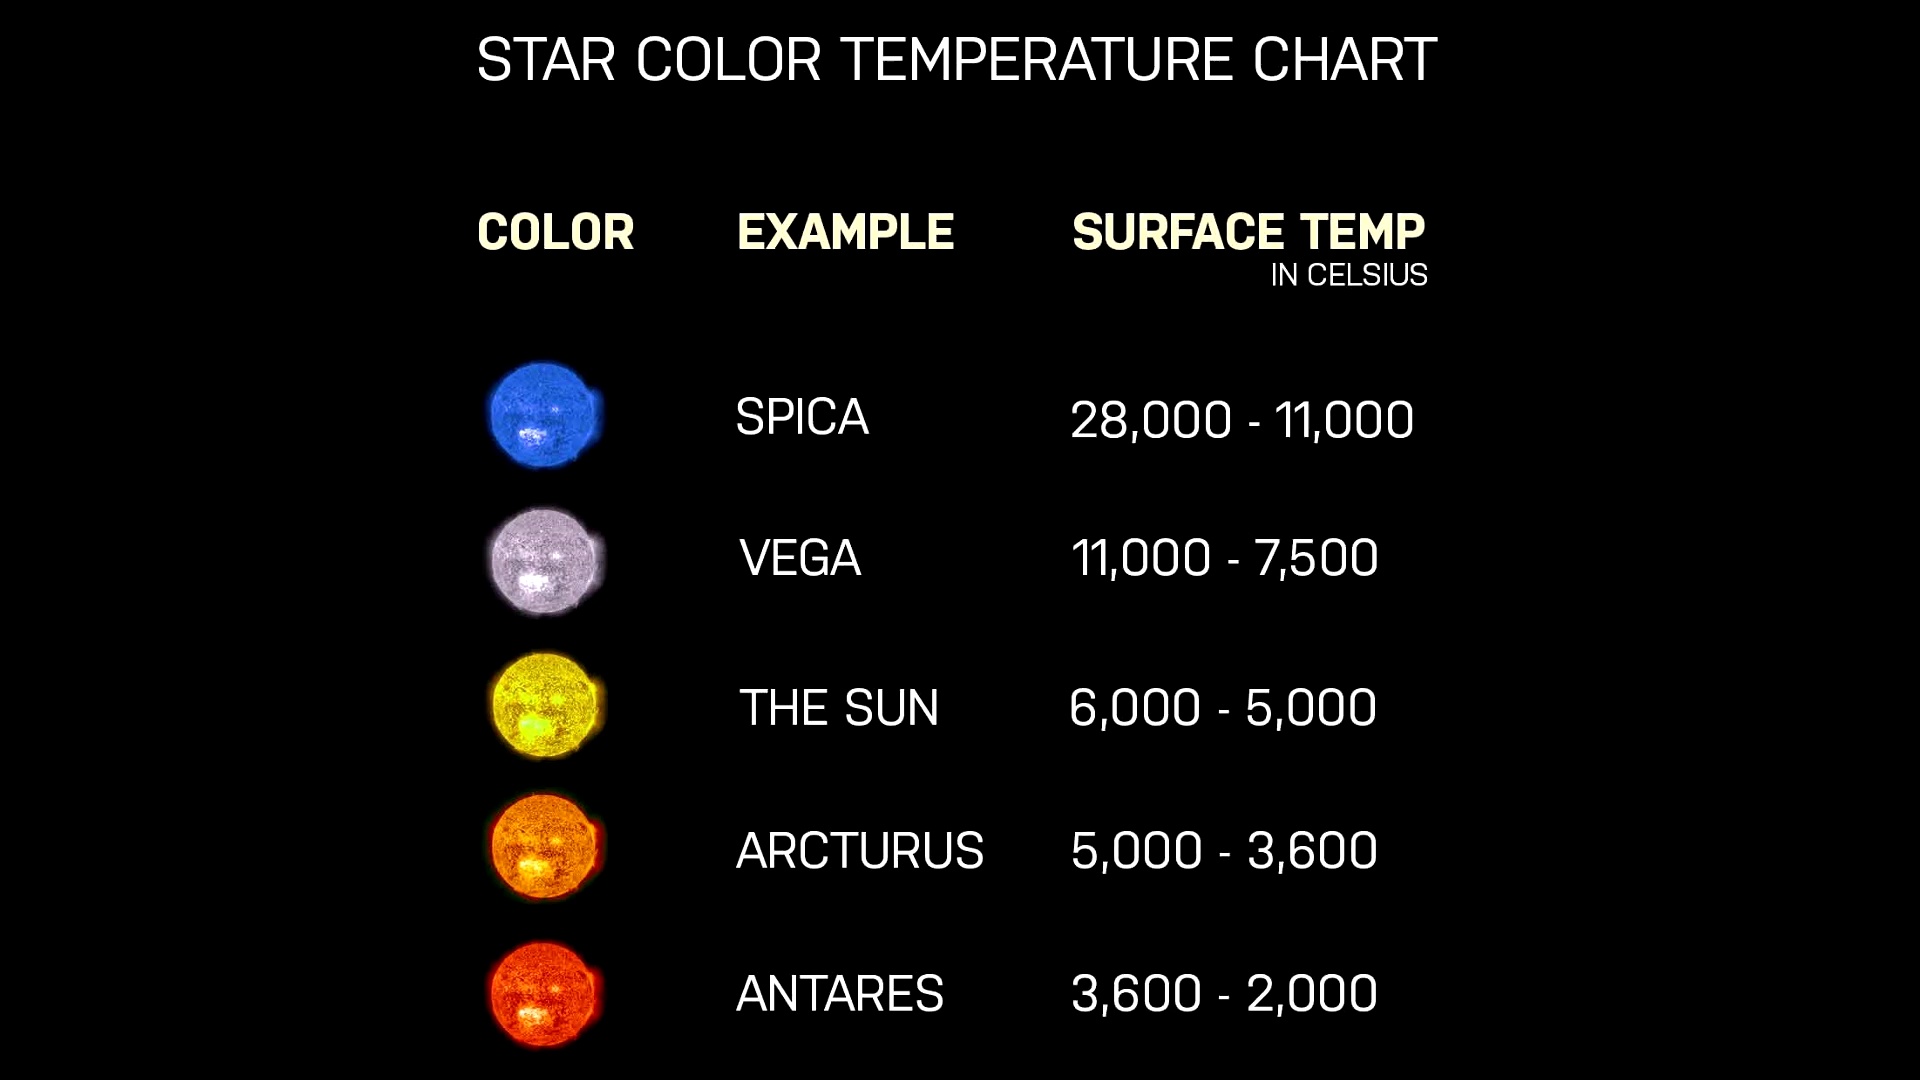 STAR COLOR TEMPERATURE CHART
COLOR EXAMPLE SURFACE TEMP
IN CELSIUS
SPICA 28,000 - 11,000
VEGA 11,000 - 7,500
THE SUN 6,000 - 5,000
ARCTURUS 5,000 - 3,600
ANTARES 3,600 - 2,000